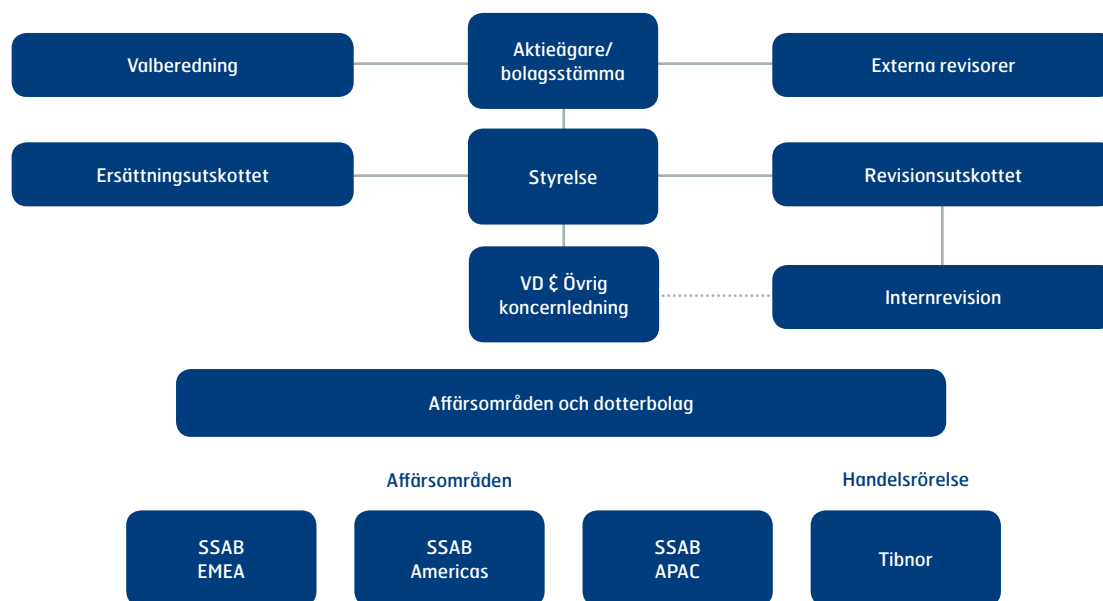 Valberedning
Aktieägare/
bolagsstämma
Externa revisorer
Ersättningsutskottet
Styrelse
Revisionsutskottet
VD & Övrig
koncernledning
Internrevision
Affärsområden och dotterbolag
Affärsområden
Handelsrörelse
SSAB
EMEA
SSAB
Americas
SSAB
APAC
Tibnor